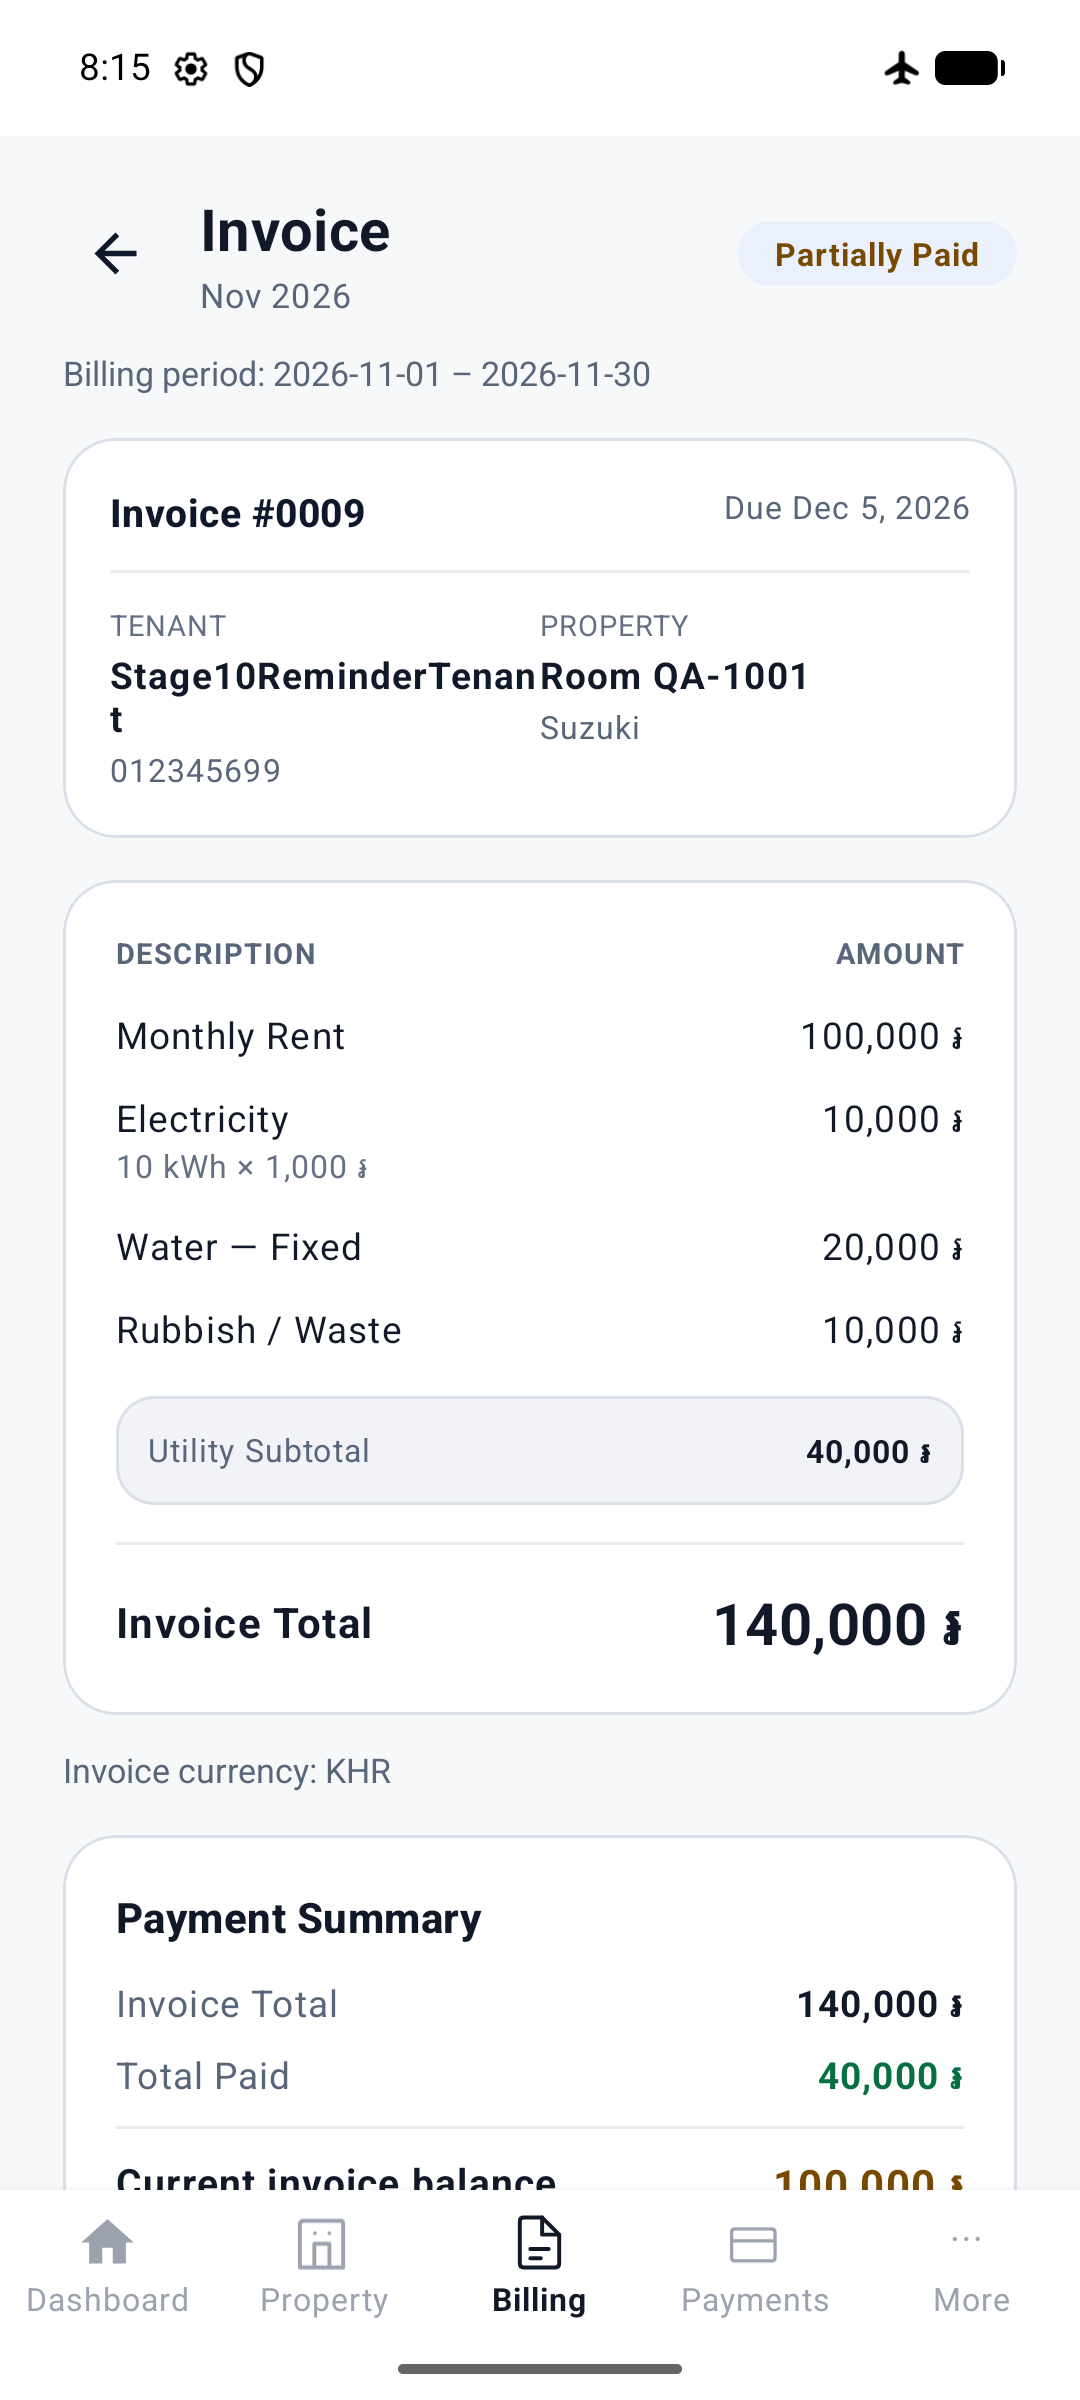 8:15
Invoice
Nov 2026
Partially Paid
Billing period: 2026-11-01 – 2026-11-30
Invoice #0009
Due Dec 5, 2026
TENANT
PROPERTY
Stage10ReminderTenan
t
Room QA-1001
Suzuki
012345699
DESCRIPTION
AMOUNT
Monthly Rent
100,000 ៛
Electricity
10,000 ៛
10 kWh × 1,000 ៛
Water — Fixed
20,000 ៛
Rubbish / Waste
10,000 ៛
Utility Subtotal
40,000 ៛
Invoice Total
140,000 ៛
Invoice currency: KHR
Payment Summary
Invoice Total
140,000 ៛
Total Paid
40,000 ៛
Current invoice balance
100,000 ៛
Dashboard
Property
Billing
Payments
More